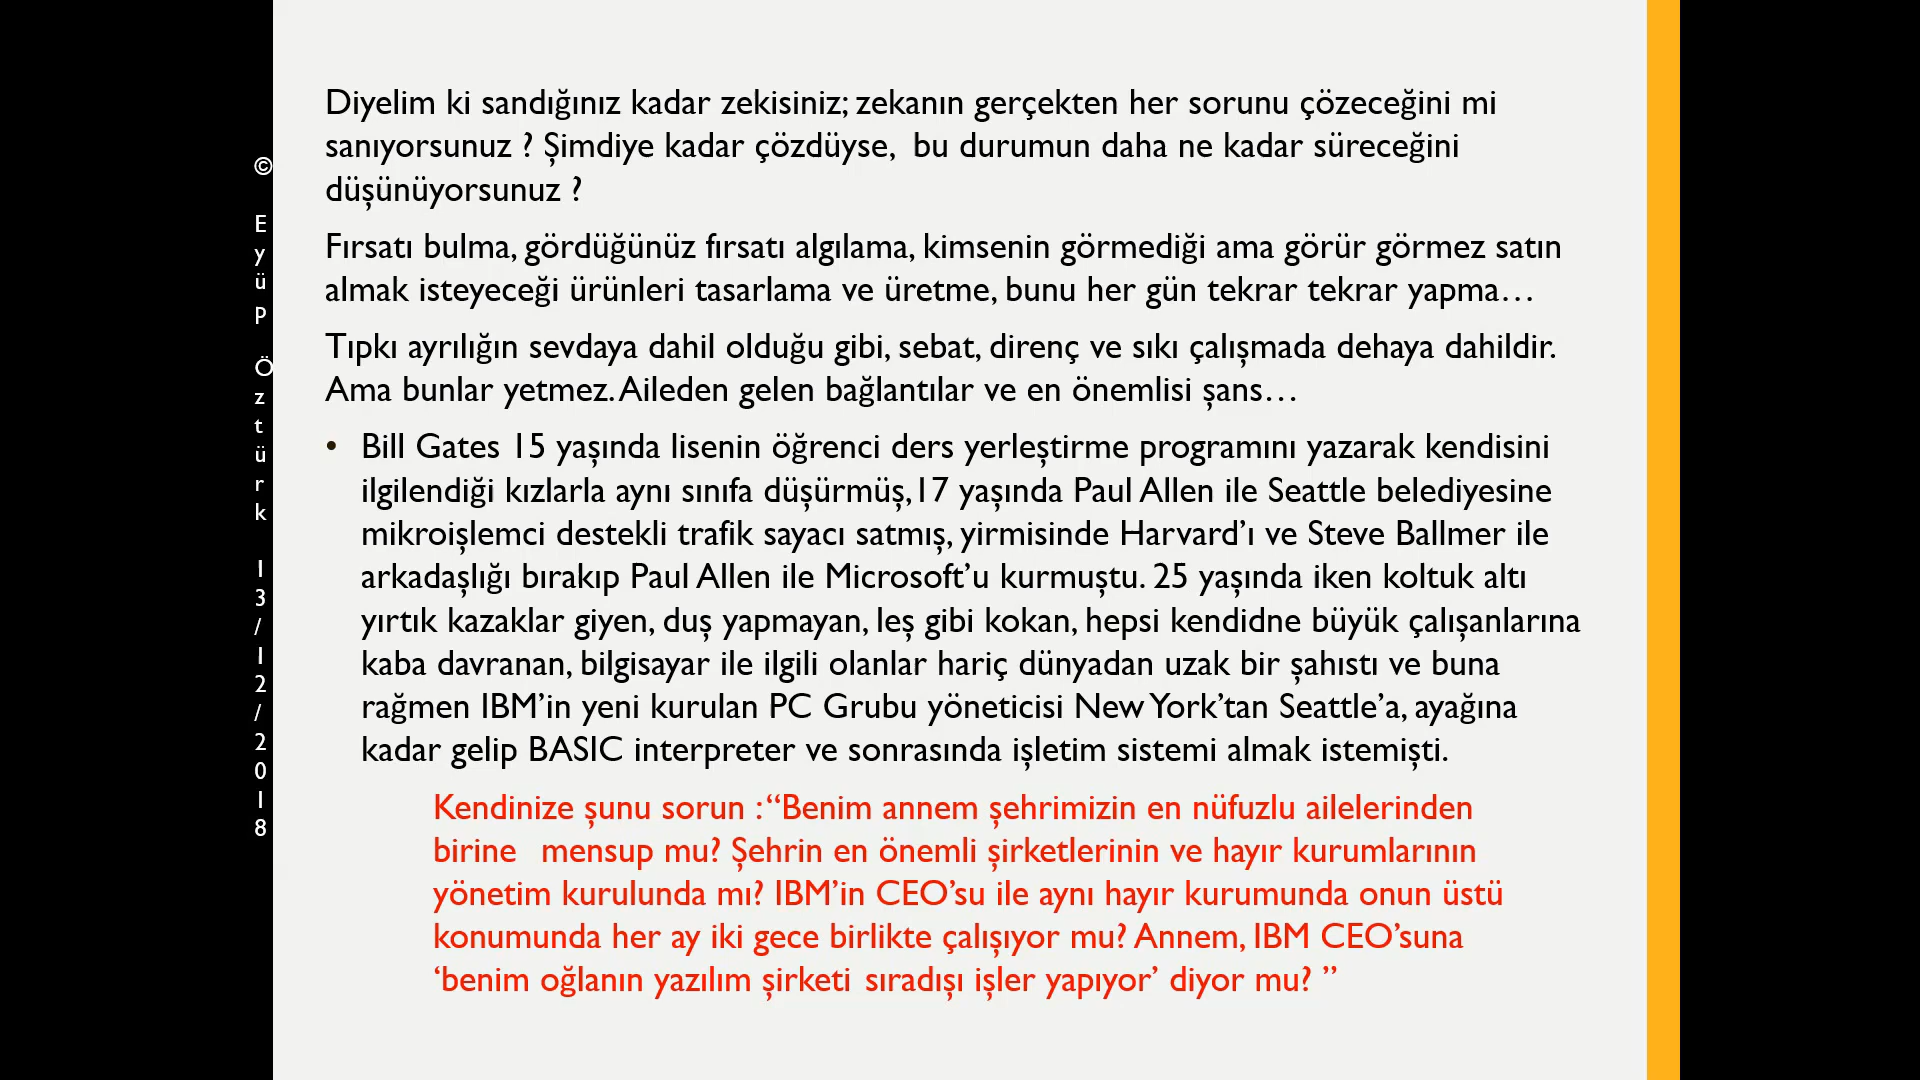 Diyelim ki sandığınız kadar zekisiniz; zekanın gerçekten her sorunu çözeceğini mi
sanıyorsunuz ? Şimdiye kadar çözdüyse,  bu durumun daha ne kadar süreceğini
düşünüyorsunuz ?
Fırsatı bulma, gördüğünüz fırsatı algılama, kimsenin görmediği ama görür görmez satın
almak isteyeceği ürünleri tasarlama ve üretme, bunu her gün tekrar tekrar yapma…
Tıpkı ayrılığın sevdaya dahil olduğu gibi, sebat, direnç ve sıkı çalışmada dehaya dahildir.
Ama bunlar yetmez. Aileden gelen bağlantılar ve en önemlisi şans…
• Bill Gates 15 yaşında lisenin öğrenci ders yerleştirme programını yazarak kendisini
ilgilendiği kızlarla aynı sınıfa düşürmüş,17 yaşında Paul Allen ile Seattle belediyesine
mikroişlemci destekli trafik sayacı satmış, yirmisinde Harvard’ı ve Steve Ballmer ile
arkadaşlığı bırakıp Paul Allen ile Microsoft’u kurmuştu. 25 yaşında iken koltuk altı
yırtık kazaklar giyen, duş yapmayan, leş gibi kokan, hepsi kendidne büyük çalışanlarına
kaba davranan, bilgisayar ile ilgili olanlar hariç dünyadan uzak bir şahıstı ve buna
rağmen IBM’in yeni kurulan PC Grubu yöneticisi New York’tan Seattle’a, ayağına
kadar gelip BASIC interpreter ve sonrasında işletim sistemi almak istemişti.
Kendinize şunu sorun : “Benim annem şehrimizin en nüfuzlu ailelerinden
birine  mensup mu? Şehrin en önemli şirketlerinin ve hayır kurumlarının
yönetim kurulunda mı? IBM’in CEO’su ile aynı hayır kurumunda onun üstü
konumunda her ay iki gece birlikte çalışıyor mu? Annem, IBM CEO’suna
‘benim oğlanın yazılım şirketi sıradışı işler yapıyor’ diyor mu? ”
© Eyüp Öztürk 13/12/2018